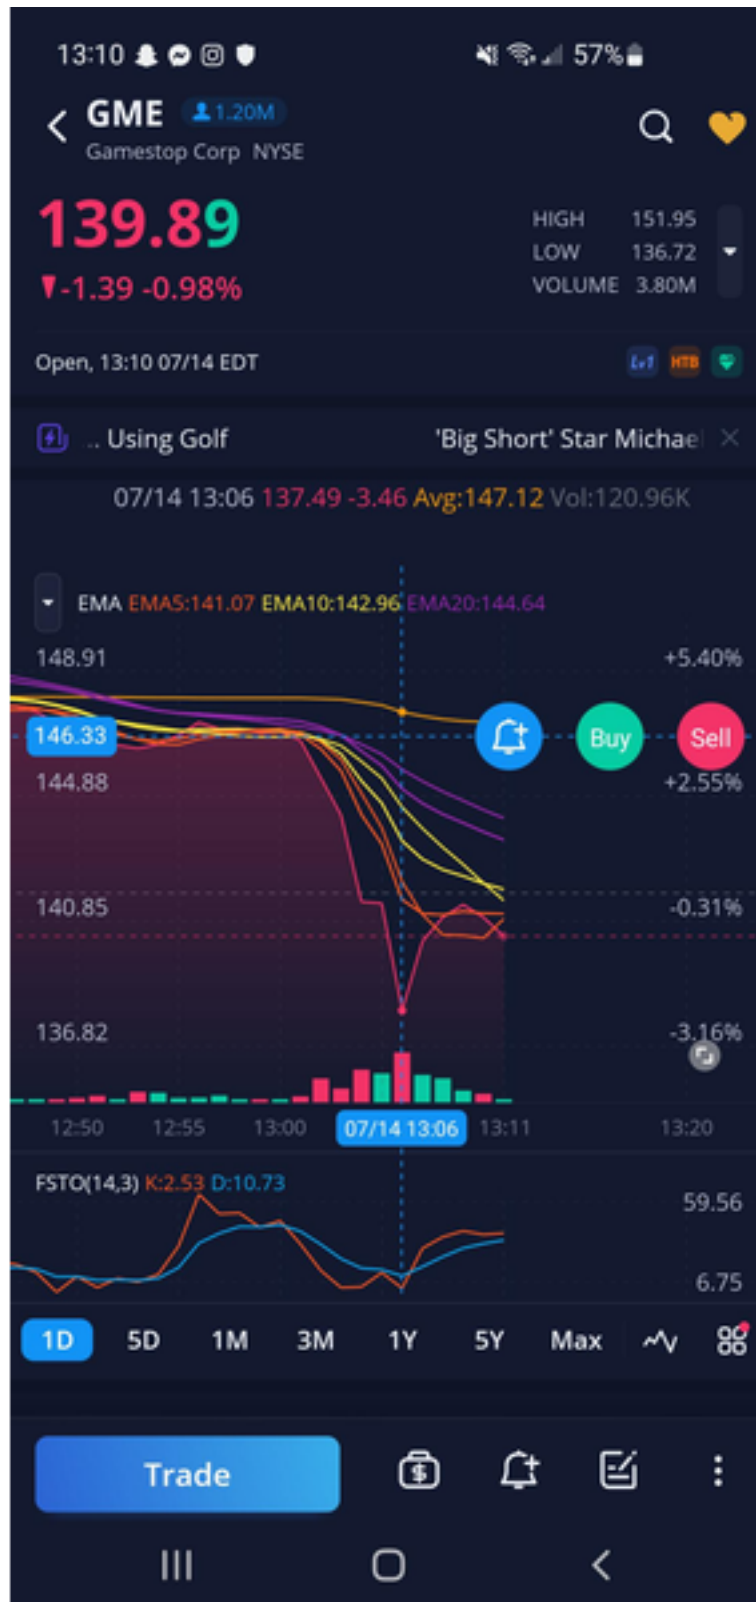 13:10 57%
GME 1.20M
Gamestop Corp NYSE
139.89
-1.39 -0.98%
HIGH 151.95
LOW 136.72
VOLUME 3.80M
Open, 13:10 07/14 EDT
Lv1 HTB
.. Using Golf 'Big Short' Star Michael
07/14 13:06 137.49 -3.46 Avg:147.12 Vol:120.96K
EMA EMA5:141.07 EMA10:142.96 EMA20:144.64
148.91 +5.40%
146.33 Buy Sell
144.88 +2.55%
140.85 -0.31%
136.82 -3.16%
12:50 12:55 13:00 07/14 13:06 13:11 13:20
FSTO(14,3) K:2.53 D:10.73
59.56
6.75
1D 5D 1M 3M 1Y 5Y Max
Trade